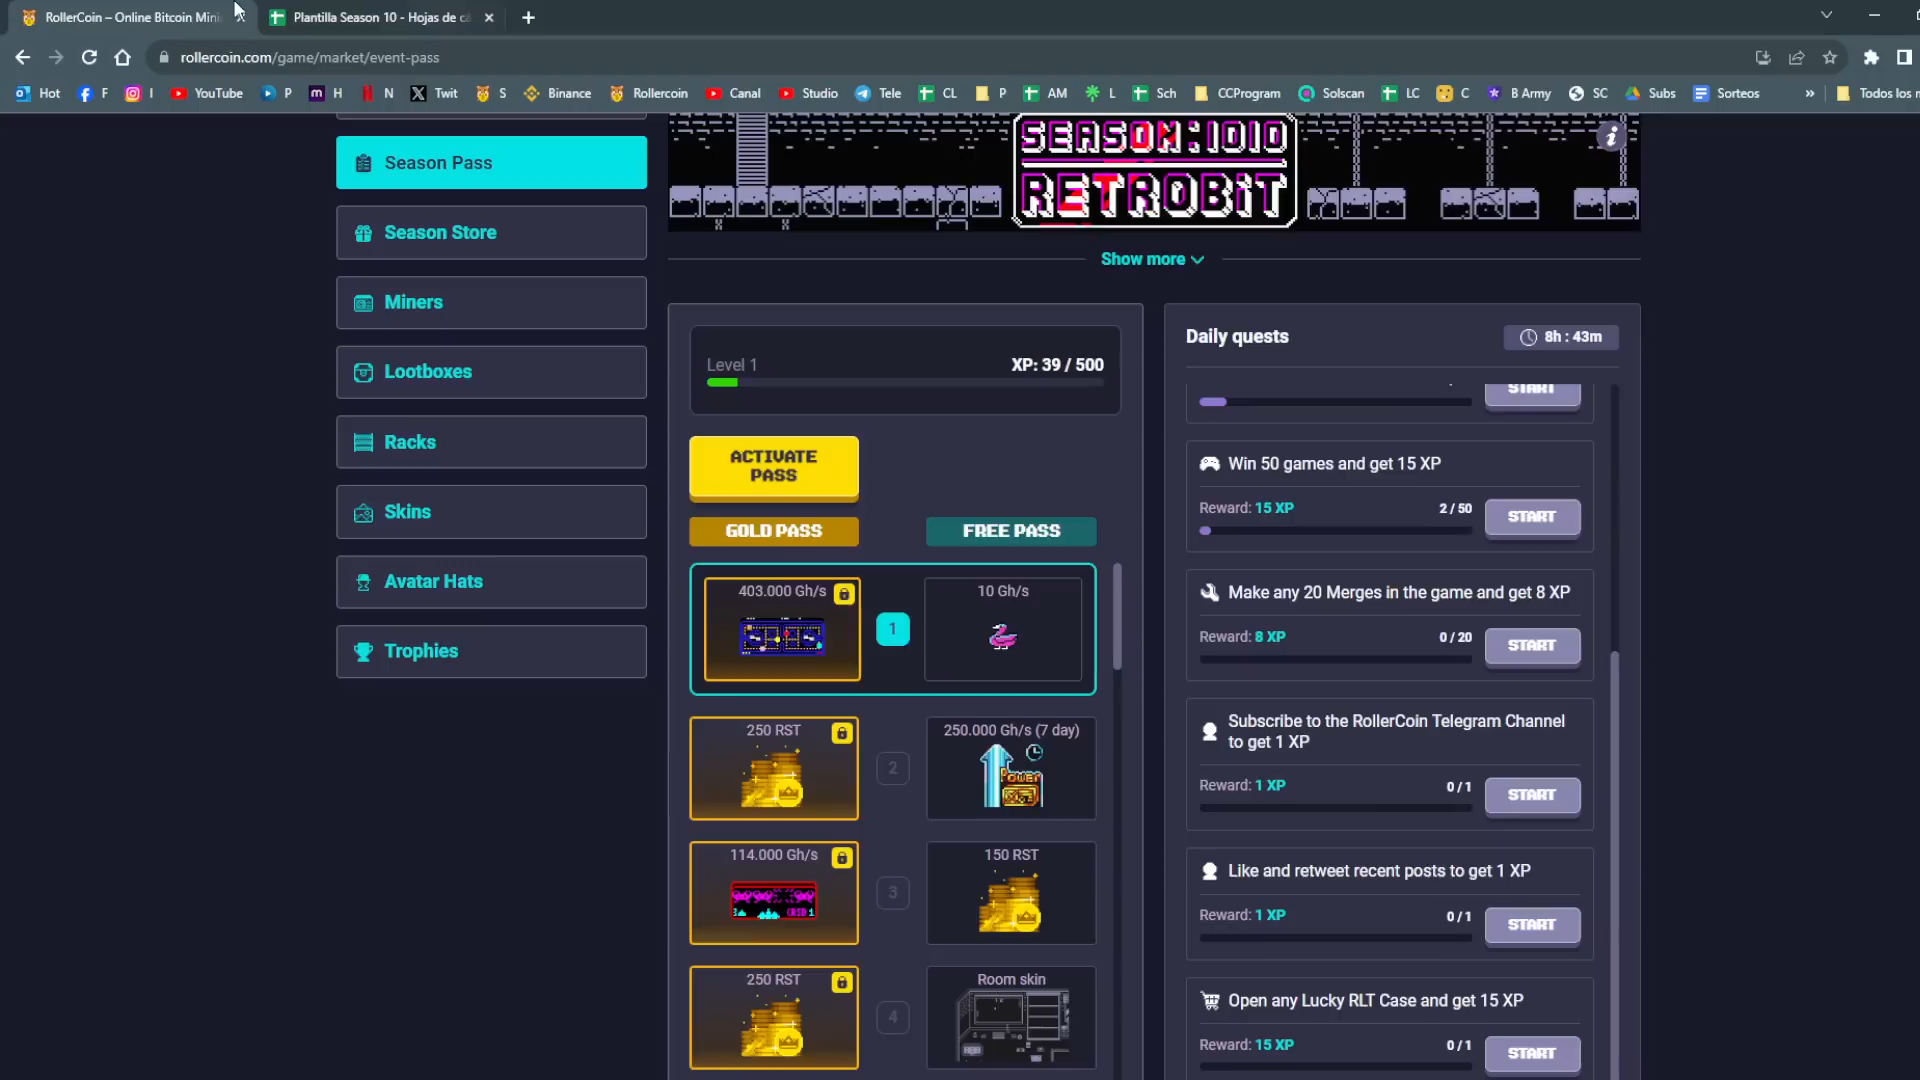 RollerCoin – Online Bitcoin Mini
Plantilla Season 10 - Hojas de cá
rollercoin.com/game/market/event-pass
Hot F I YouTube P H N Twit S Binance Rollercoin Canal Studio Tele CL P AM L Sch CCProgram Solscan LC C B Army SC Subs Sorteos » Todos los m
SEASON:1010
RETROBIT
Season Pass
Season Store
Miners
Lootboxes
Racks
Skins
Avatar Hats
Trophies
Show more
Level 1
XP: 39 / 500
ACTIVATE
PASS
GOLD PASS
FREE PASS
403.000 Gh/s
1
10 Gh/s
250 RST
2
250.000 Gh/s (7 day)
Power
114.000 Gh/s
3
150 RST
250 RST
4
Room skin
Daily quests
8h : 43m
START
Win 50 games and get 15 XP
Reward: 15 XP
2 / 50
START
Make any 20 Merges in the game and get 8 XP
Reward: 8 XP
0 / 20
START
Subscribe to the RollerCoin Telegram Channel
to get 1 XP
Reward: 1 XP
0 / 1
START
Like and retweet recent posts to get 1 XP
Reward: 1 XP
0 / 1
START
Open any Lucky RLT Case and get 15 XP
Reward: 15 XP
0 / 1
START